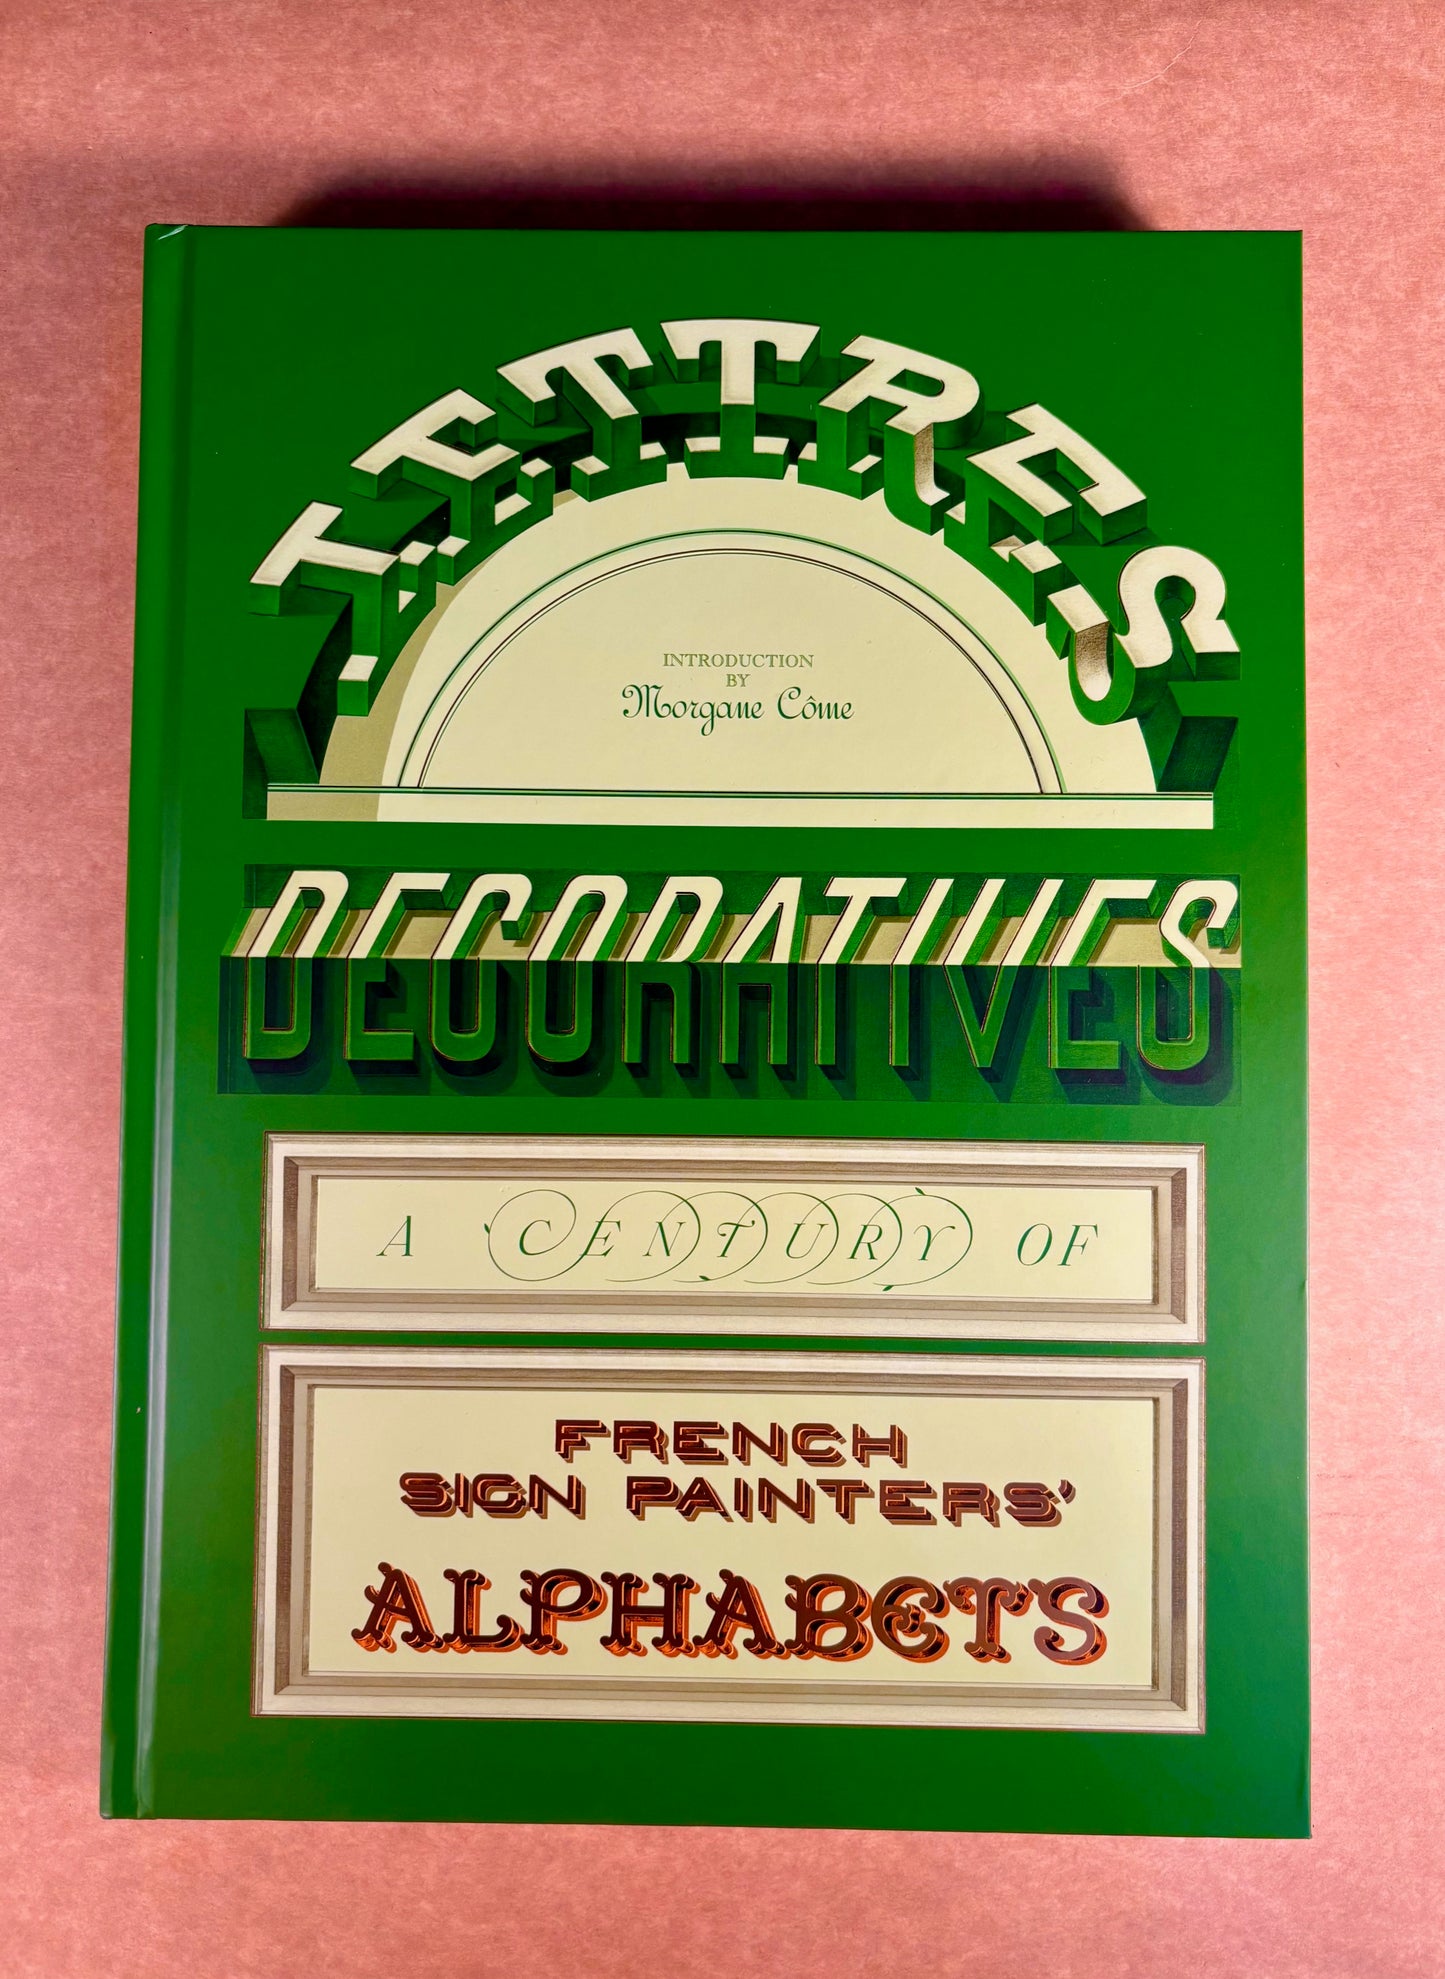 LETTRES
INTRODUCTION
BY
Morgane Côme
DECORATIVES
A CENTURY OF
FRENCH
SIGN PAINTERS'
ALPHABETS